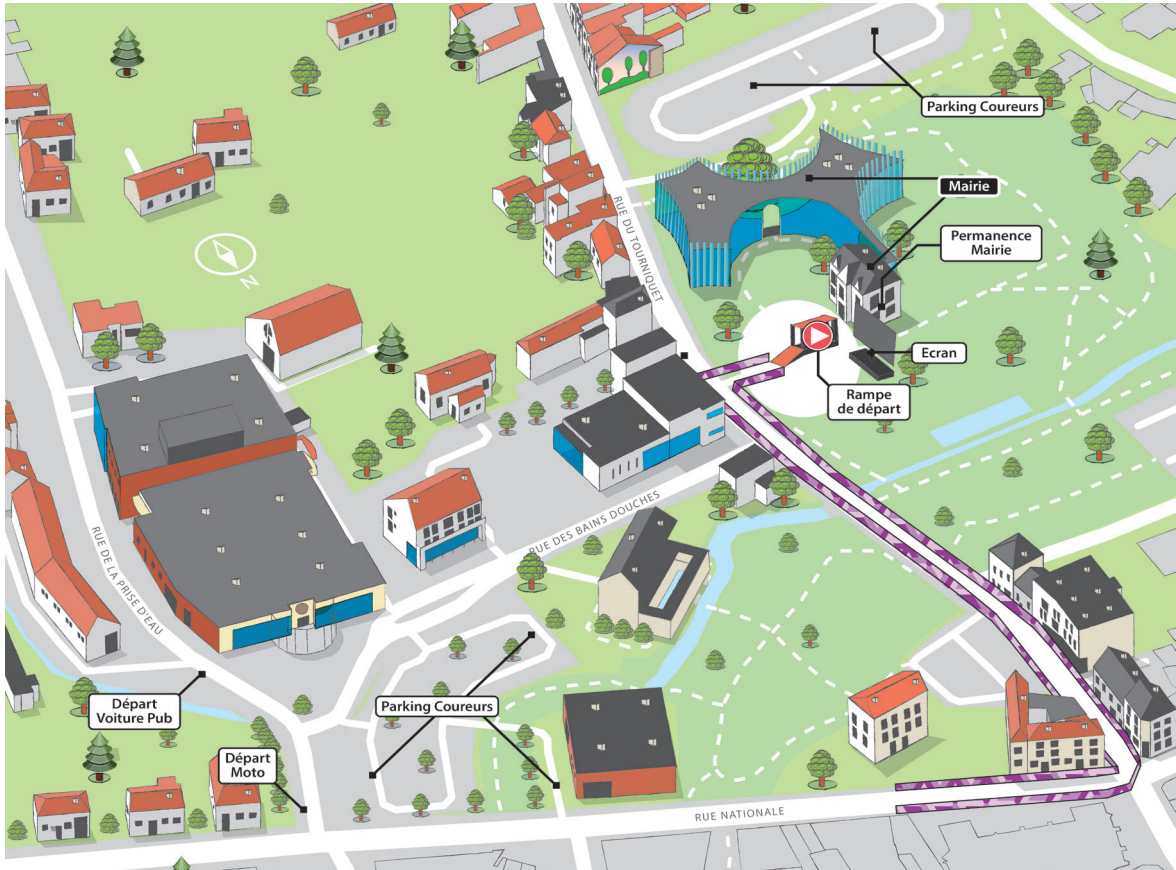 Parking Coureurs
Mairie
RUE DU TOURNIQUET
Permanence
Mairie
N
Ecran
Rampe
de départ
RUE DES BAINS DOUCHES
RUE DE LA PRISE D'EAU
Départ
Voiture Pub
Parking Coureurs
Départ
Moto
RUE NATIONALE